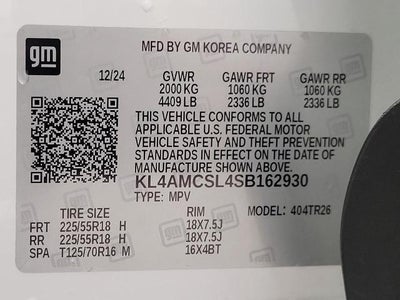 gm
MFD BY GM KOREA COMPANY
12/24 GVWR GAWR FRT GAWR RR
2000 KG 1060 KG 1060 KG
4409 LB 2336 LB 2336 LB
THIS VEHICLE CONFORMS TO ALL
APPLICABLE U.S. FEDERAL MOTOR
VEHICLE SAFETY AND THEFT PREVENTION
STANDARDS IN EFFECT ON THE DATE OF
MANUFACTURE SHOWN ABOVE.
KL4AMCSL4SB162930
TYPE: MPV
TIRE SIZE RIM MODEL: 404TR26
FRT 225/55R18 H 18X7.5J
RR 225/55R18 H 18X7.5J
SPA T125/70R16 M 16X4BT